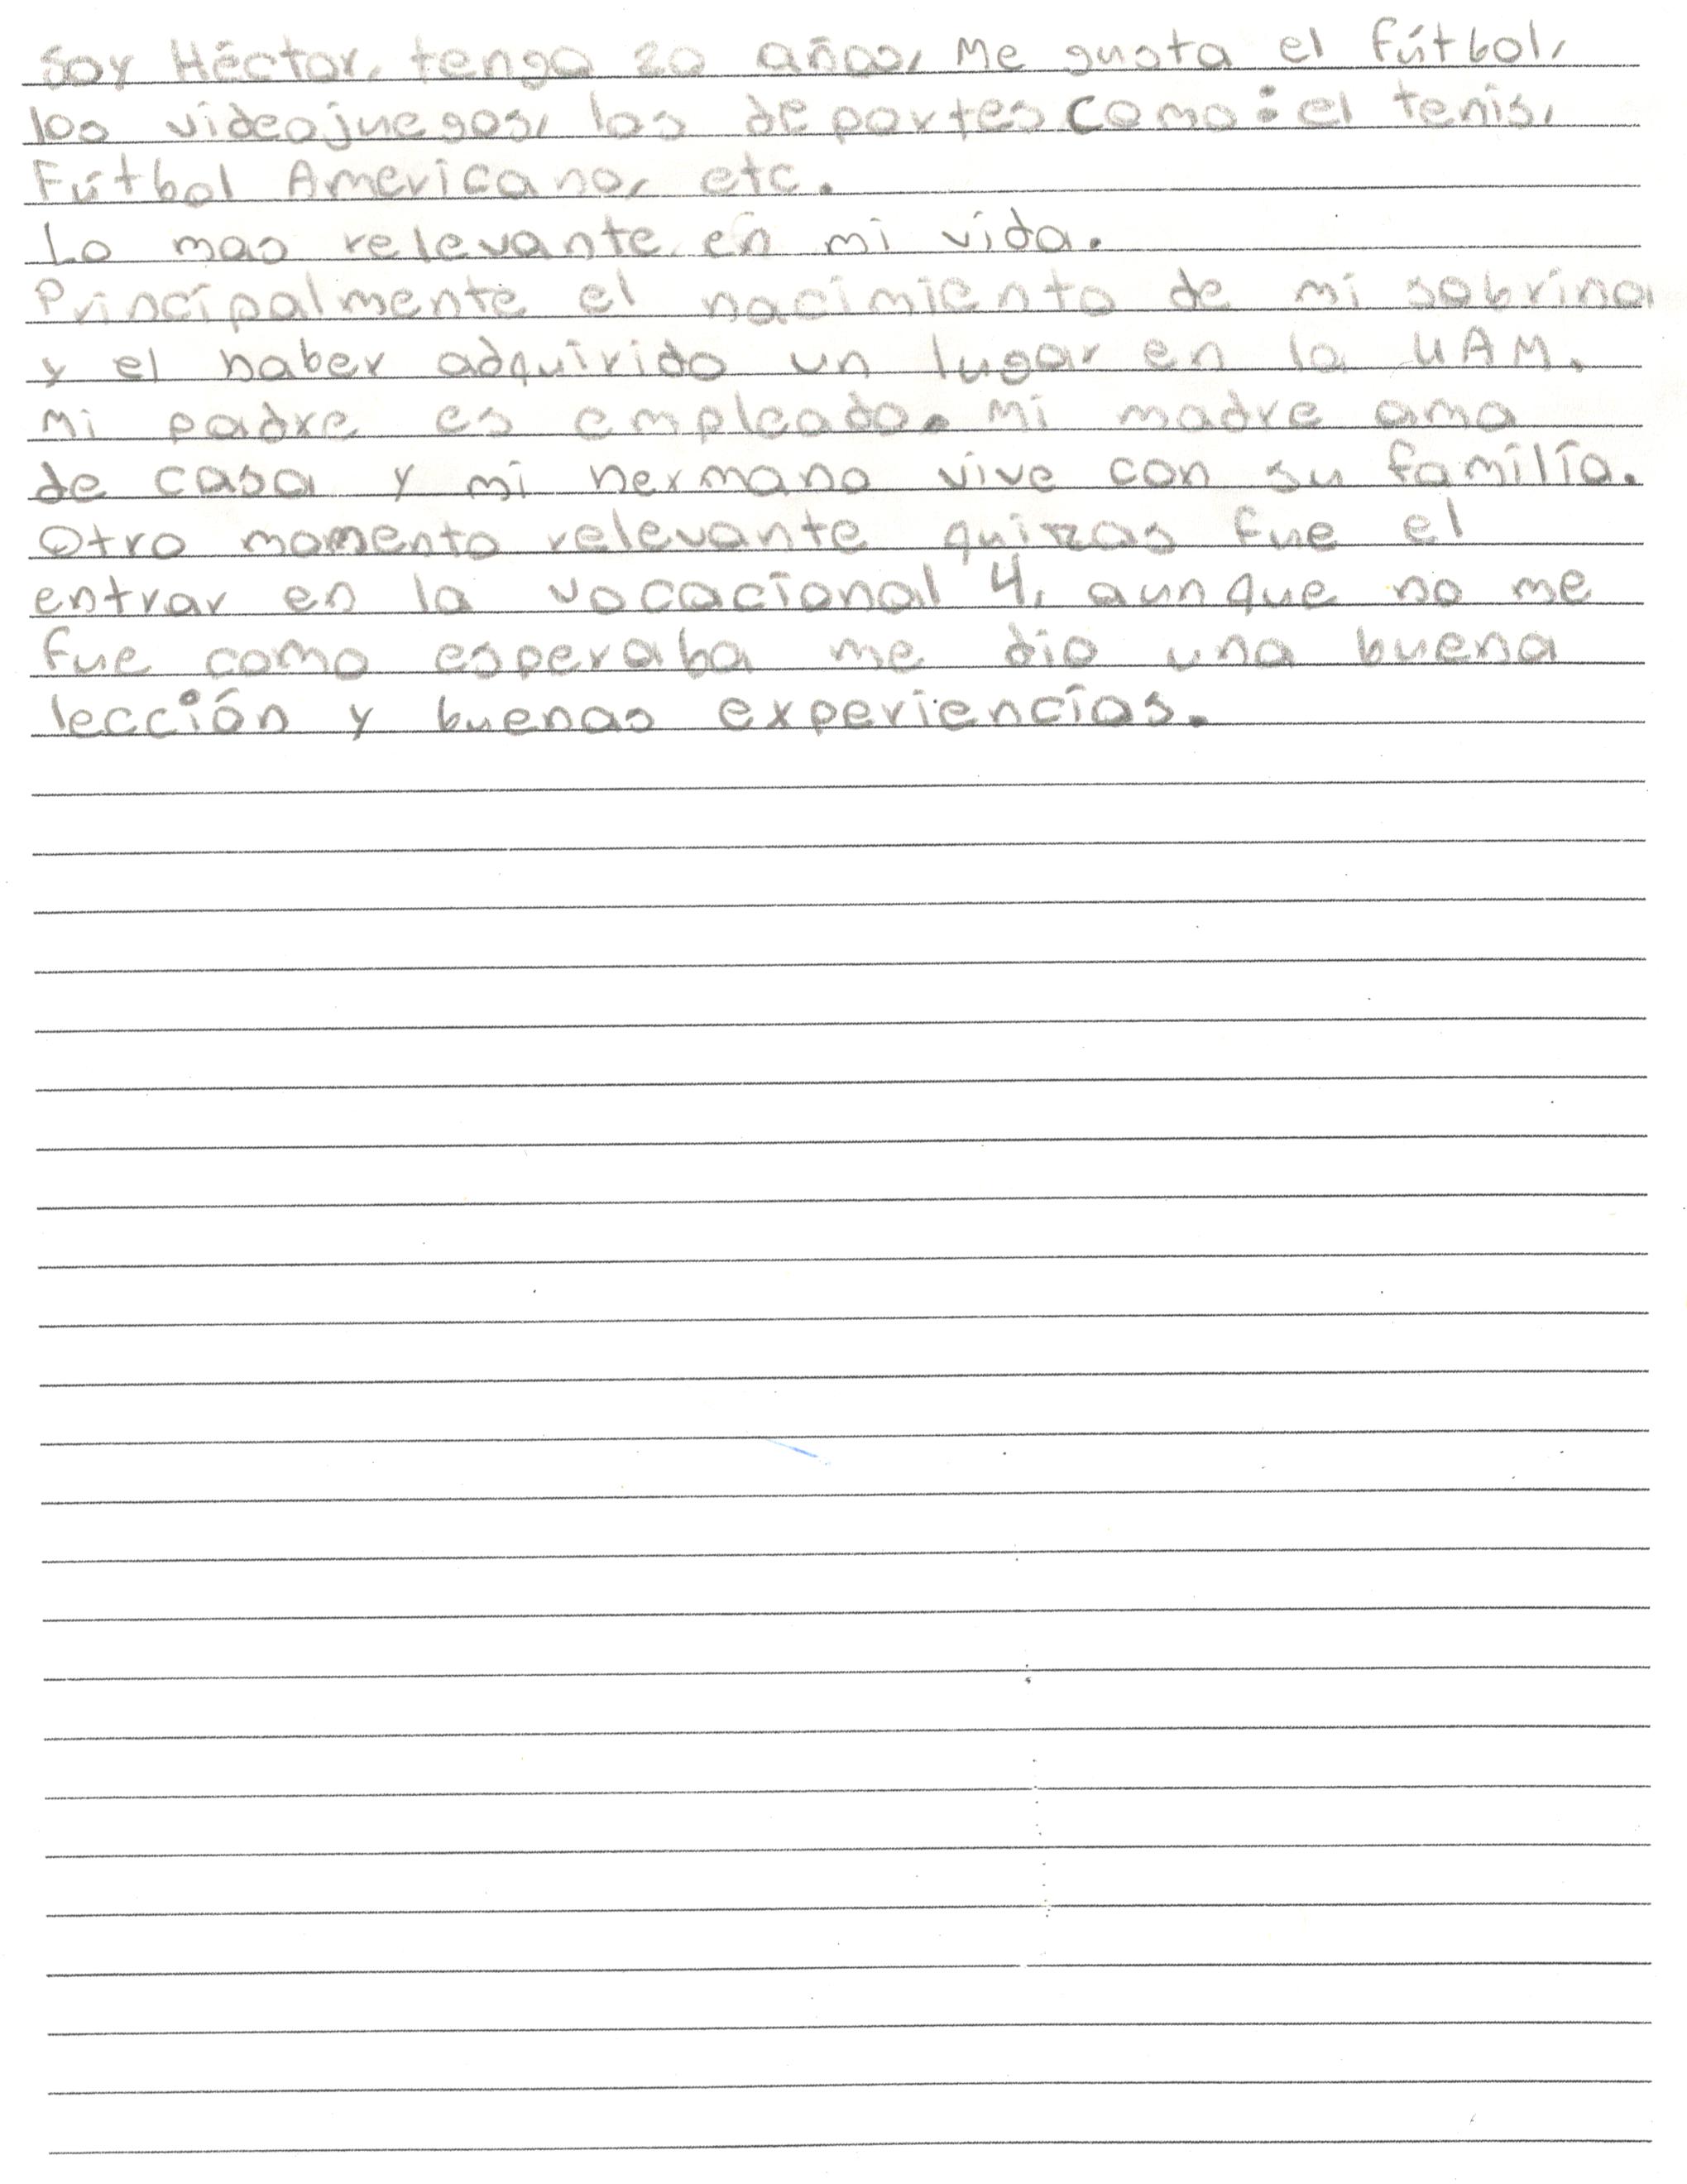 Soy Héctor, tengo 20 años, Me gusta el fútbol,
los videojuegos, los deportes como: el tenis,
Fútbol Americano, etc.
Lo mas relevante en mi vida.
Principalmente el nacimiento de mi sobrina
y el haber adquirido un lugar en la UAM.
Mi padre es empleado. Mi madre ama
de casa y mi hermano vive con su familia.
Otro momento relevante quizas fue el
entrar en la vocacional 4, aunque no me
fue como esperaba me dio una buena
lección y buenas experiencias.